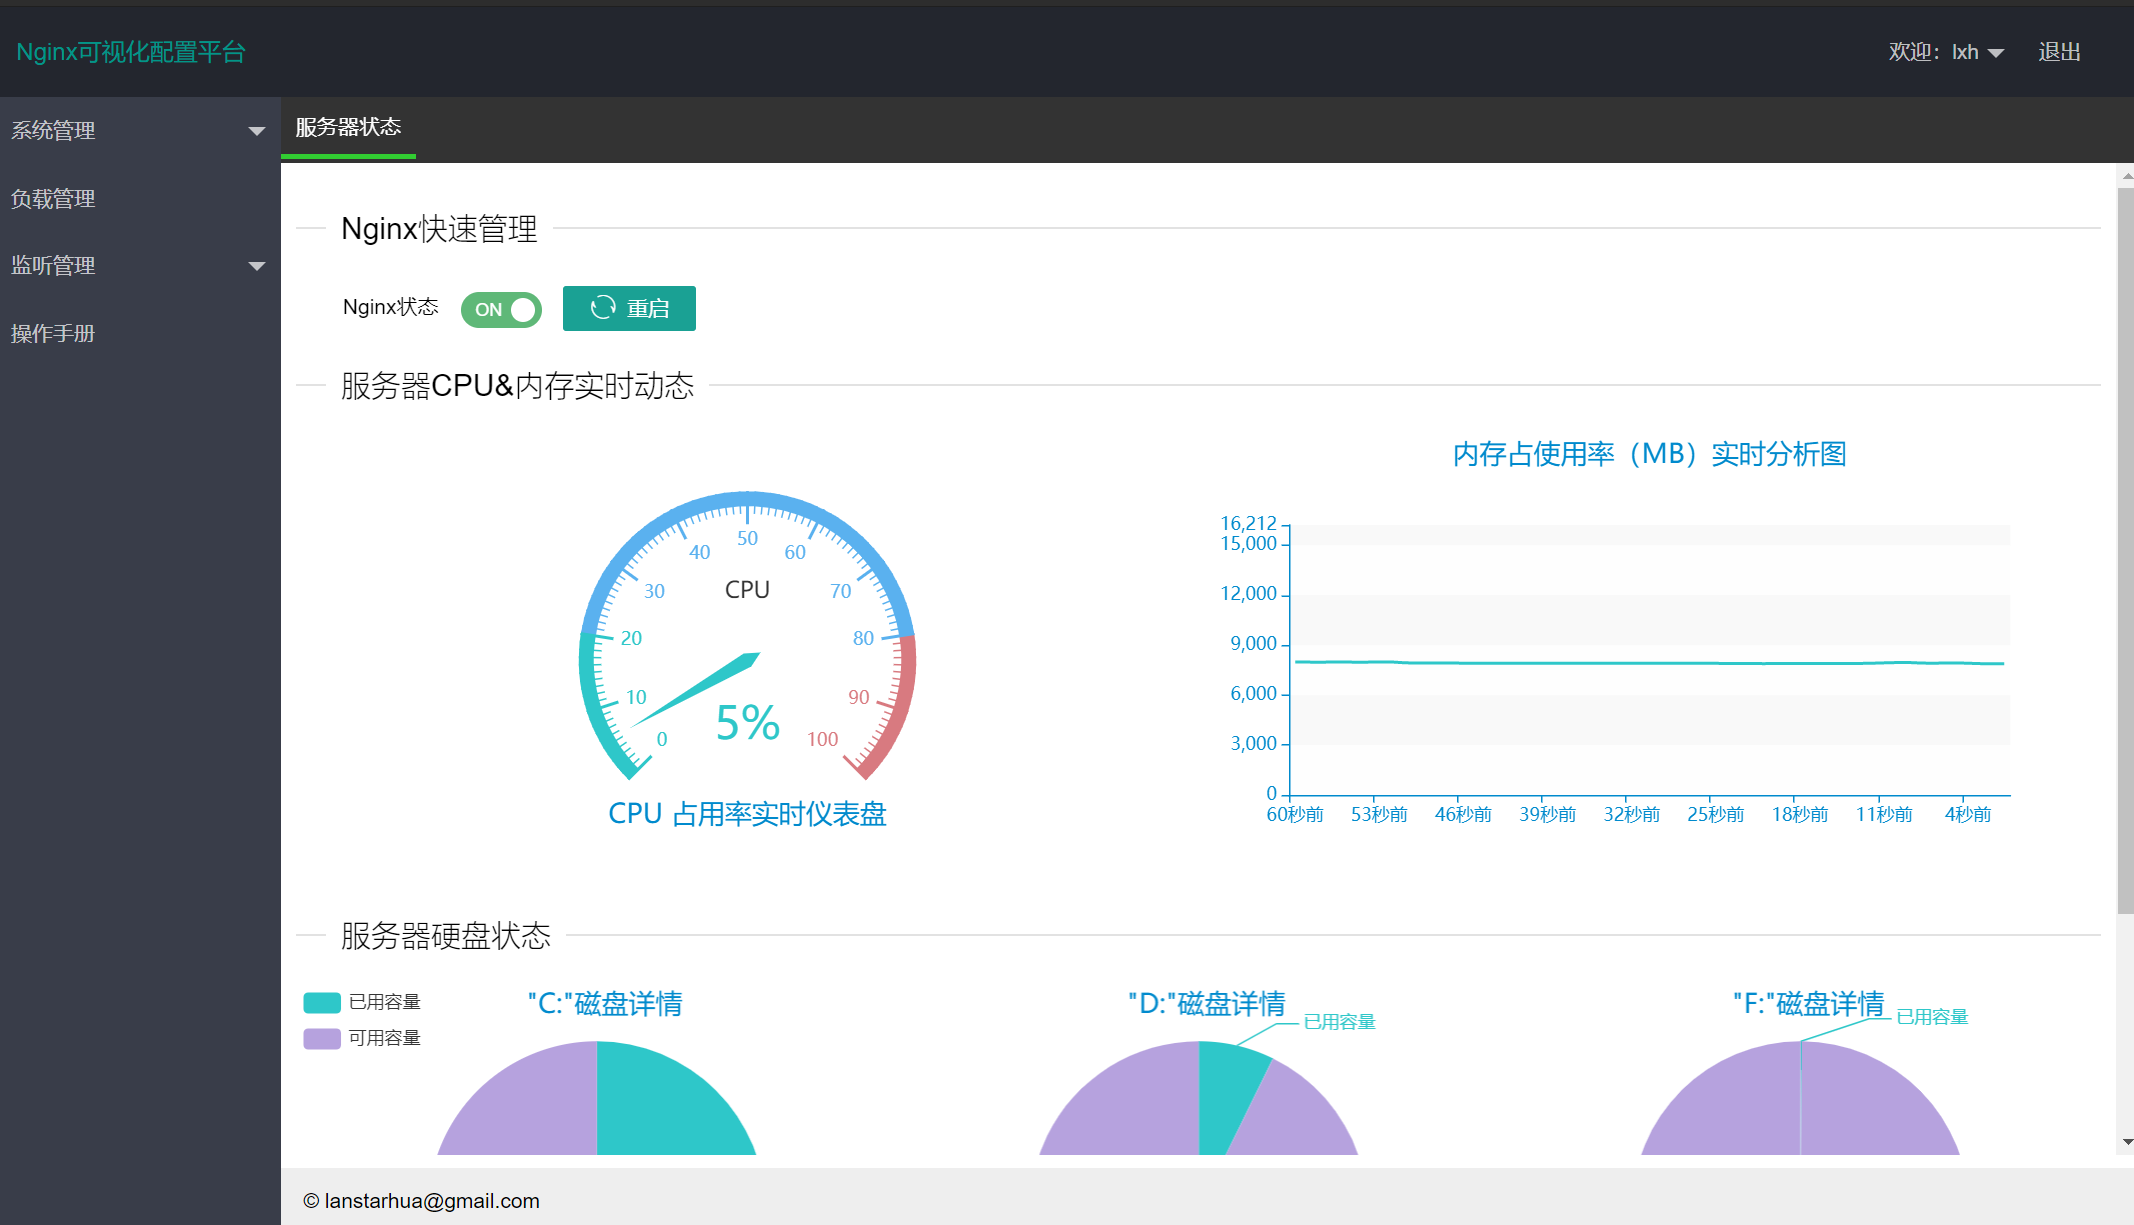 Nginx可视化配置平台
欢迎：lxh
退出
系统管理
负载管理
监听管理
操作手册
服务器状态
Nginx快速管理
Nginx状态
ON
重启
服务器CPU&内存实时动态
CPU
0
10
20
30
40
50
60
70
80
90
100
5%
CPU 占用率实时仪表盘
内存占使用率（MB）实时分析图
16,212
15,000
12,000
9,000
6,000
3,000
0
60秒前 53秒前 46秒前 39秒前 32秒前 25秒前 18秒前 11秒前 4秒前
服务器硬盘状态
已用容量
可用容量
"C:"磁盘详情
"D:"磁盘详情
已用容量
"F:"磁盘详情
已用容量
© lanstarhua@gmail.com